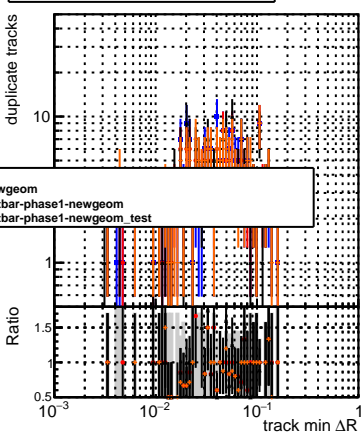 duplicate tracks
10
wgeom
tbar-phase1-newgeom
tbar-phase1-newgeom_test
1
Ratio
1.5
1
0.5
10−3
10−2
10−1
1
track min ΔR